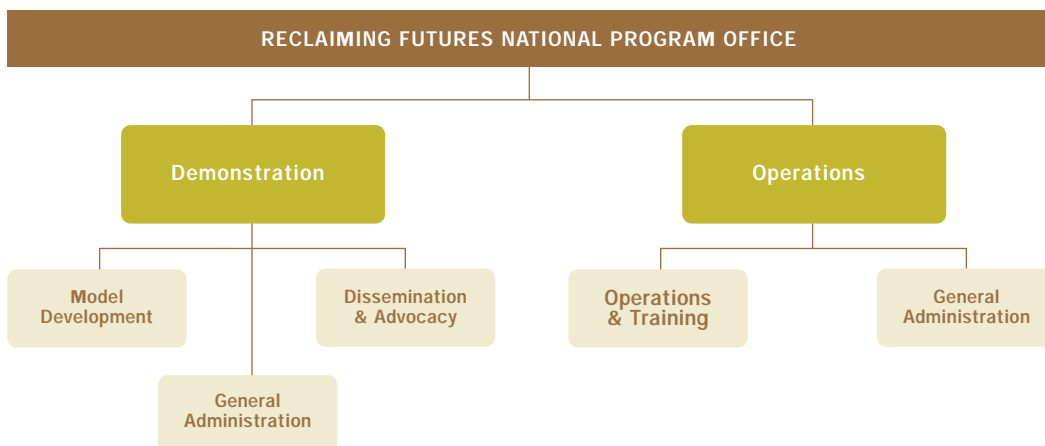 RECLAIMING FUTURES NATIONAL PROGRAM OFFICE
Demonstration
Operations
Model
Development
Dissemination
& Advocacy
Operations
& Training
General
Administration
General
Administration